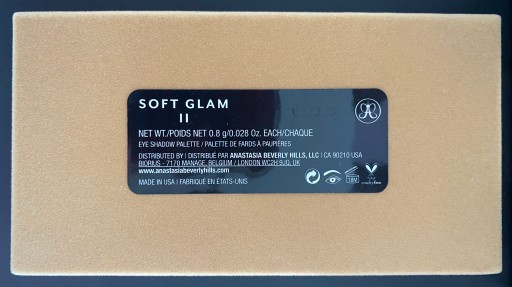 SOFT GLAM
II
NET WT./POIDS NET 0.8 g/0.028 Oz. EACH/CHAQUE
EYE SHADOW PALETTE / PALETTE DE FARDS À PAUPIÈRES
DISTRIBUTED BY | DISTRIBUÉ PAR ANASTASIA BEVERLY HILLS, LLC | CA 90210 USA
BIORIUS - 7170 MANAGE, BELGIUM / LONDON WC2H 9JQ, UK
www.anastasiabeverlyhills.com
MADE IN USA | FABRIQUÉ EN ÉTATS-UNIS
18M